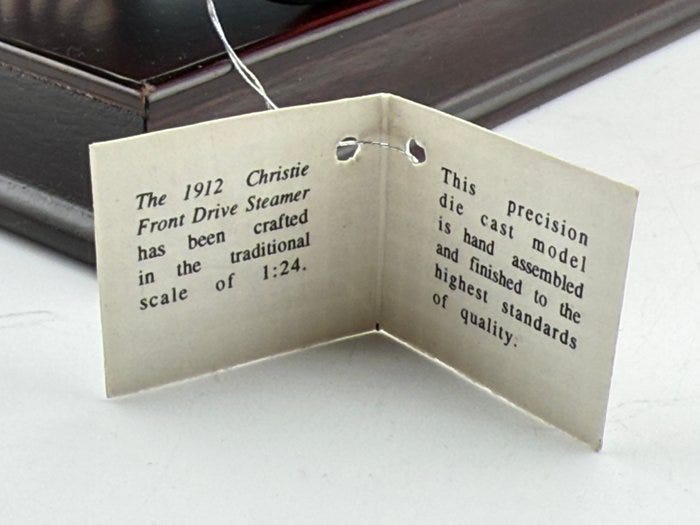 The 1912 Christie
Front Drive Steamer
has been crafted
in the traditional
scale of 1:24.
This precision
die cast model
is hand assembled
and finished to the
highest standards
of quality.